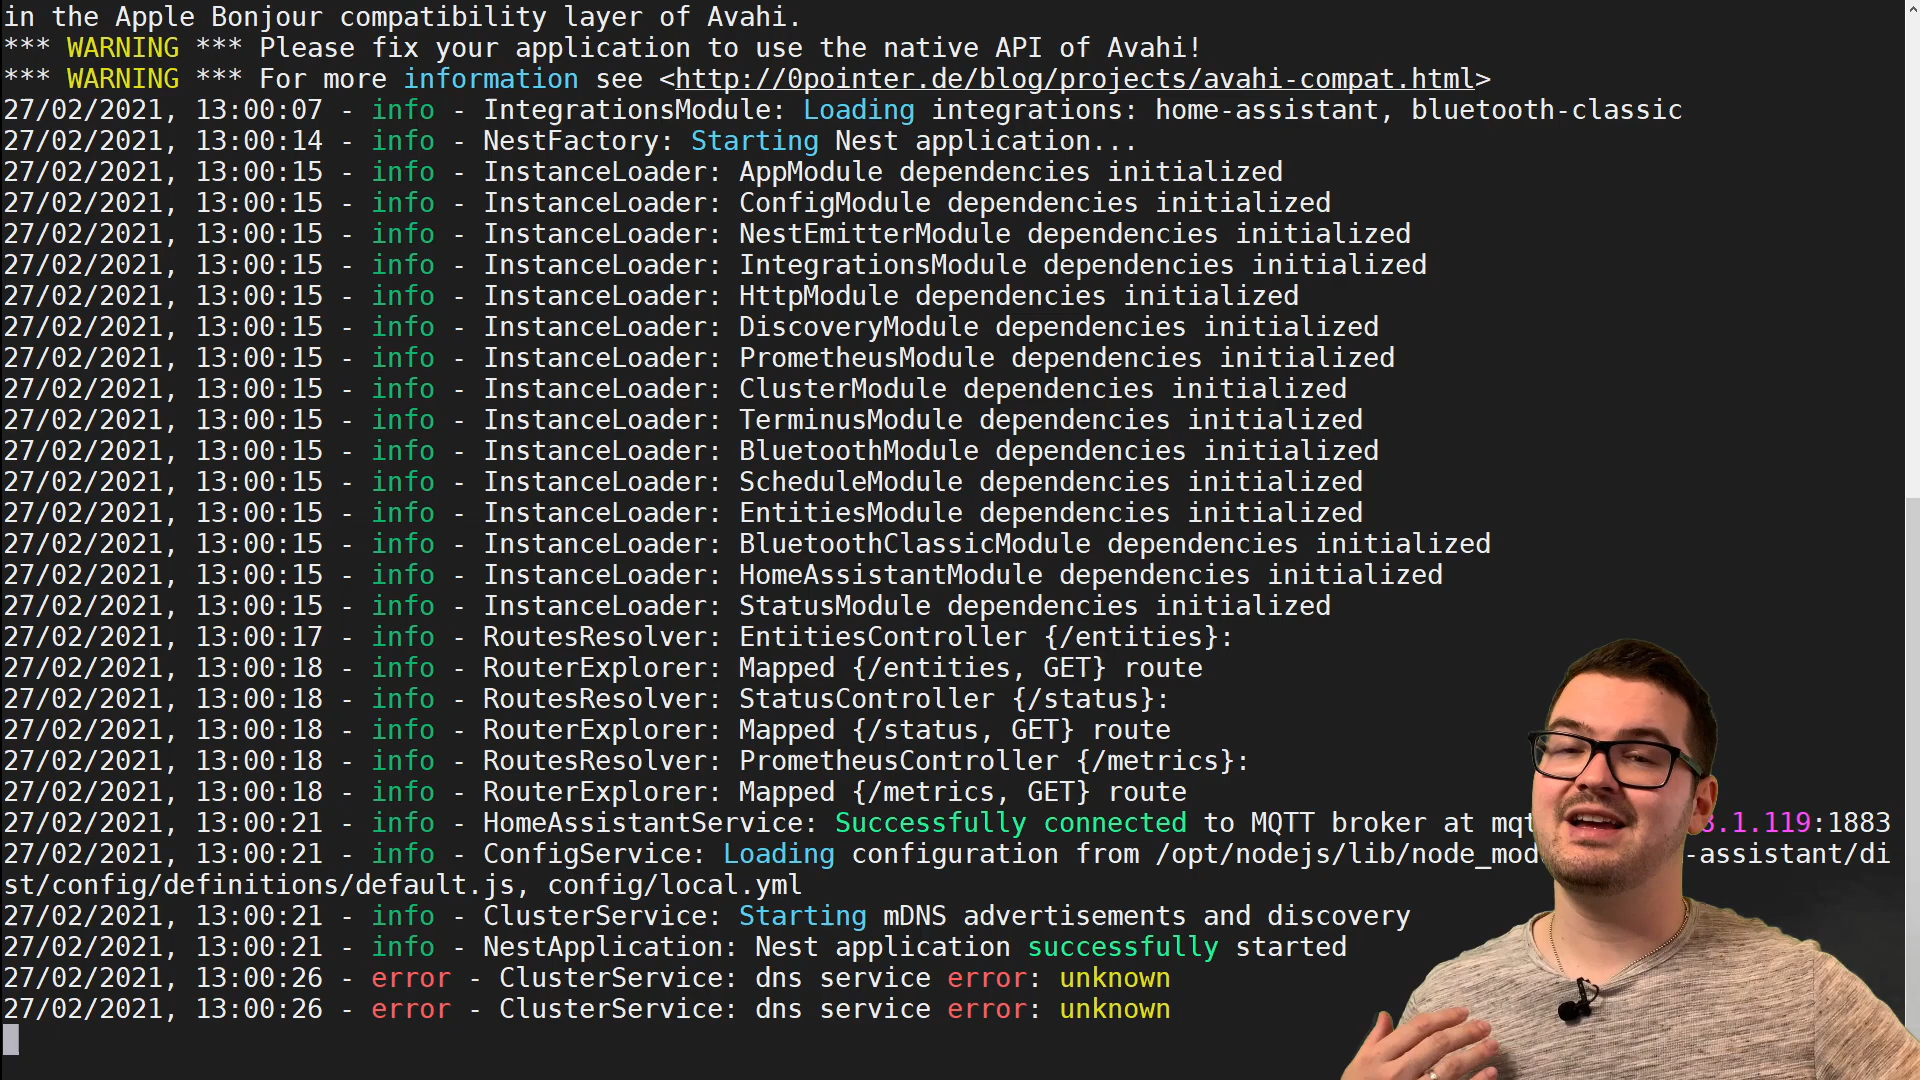 in the Apple Bonjour compatibility layer of Avahi.
*** WARNING *** Please fix your application to use the native API of Avahi!
*** WARNING *** For more information see <http://0pointer.de/blog/projects/avahi-compat.html>
27/02/2021, 13:00:07 - info - IntegrationsModule: Loading integrations: home-assistant, bluetooth-classic
27/02/2021, 13:00:14 - info - NestFactory: Starting Nest application...
27/02/2021, 13:00:15 - info - InstanceLoader: AppModule dependencies initialized
27/02/2021, 13:00:15 - info - InstanceLoader: ConfigModule dependencies initialized
27/02/2021, 13:00:15 - info - InstanceLoader: NestEmitterModule dependencies initialized
27/02/2021, 13:00:15 - info - InstanceLoader: IntegrationsModule dependencies initialized
27/02/2021, 13:00:15 - info - InstanceLoader: HttpModule dependencies initialized
27/02/2021, 13:00:15 - info - InstanceLoader: DiscoveryModule dependencies initialized
27/02/2021, 13:00:15 - info - InstanceLoader: PrometheusModule dependencies initialized
27/02/2021, 13:00:15 - info - InstanceLoader: ClusterModule dependencies initialized
27/02/2021, 13:00:15 - info - InstanceLoader: TerminusModule dependencies initialized
27/02/2021, 13:00:15 - info - InstanceLoader: BluetoothModule dependencies initialized
27/02/2021, 13:00:15 - info - InstanceLoader: ScheduleModule dependencies initialized
27/02/2021, 13:00:15 - info - InstanceLoader: EntitiesModule dependencies initialized
27/02/2021, 13:00:15 - info - InstanceLoader: BluetoothClassicModule dependencies initialized
27/02/2021, 13:00:15 - info - InstanceLoader: HomeAssistantModule dependencies initialized
27/02/2021, 13:00:15 - info - InstanceLoader: StatusModule dependencies initialized
27/02/2021, 13:00:17 - info - RoutesResolver: EntitiesController {/entities}:
27/02/2021, 13:00:18 - info - RouterExplorer: Mapped {/entities, GET} route
27/02/2021, 13:00:18 - info - RoutesResolver: StatusController {/status}:
27/02/2021, 13:00:18 - info - RouterExplorer: Mapped {/status, GET} route
27/02/2021, 13:00:18 - info - RoutesResolver: PrometheusController {/metrics}:
27/02/2021, 13:00:18 - info - RouterExplorer: Mapped {/metrics, GET} route
27/02/2021, 13:00:21 - info - HomeAssistantService: Successfully connected to MQTT broker at mqt 8.1.119:1883
27/02/2021, 13:00:21 - info - ConfigService: Loading configuration from /opt/nodejs/lib/node_mod -assistant/di
st/config/definitions/default.js, config/local.yml
27/02/2021, 13:00:21 - info - ClusterService: Starting mDNS advertisements and discovery
27/02/2021, 13:00:21 - info - NestApplication: Nest application successfully started
27/02/2021, 13:00:26 - error - ClusterService: dns service error: unknown
27/02/2021, 13:00:26 - error - ClusterService: dns service error: unknown